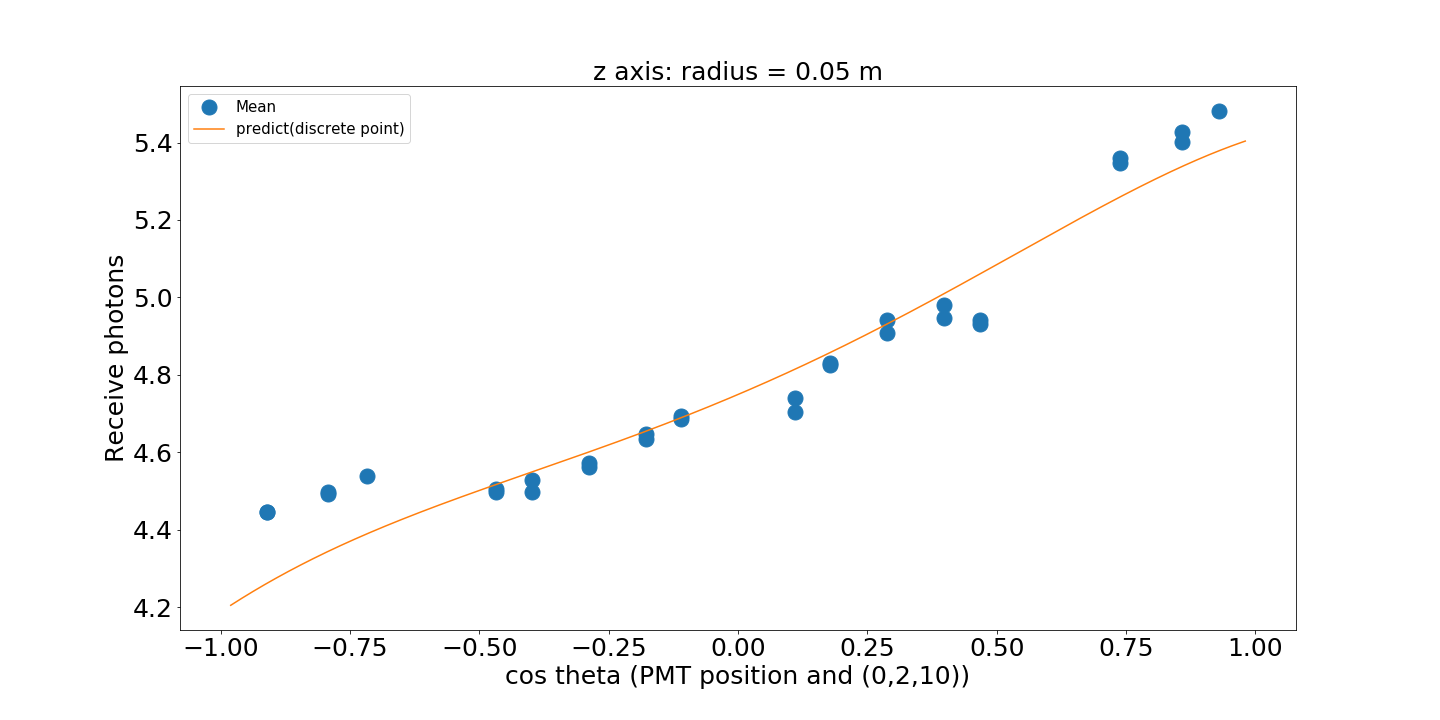 z axis: radius = 0.05 m
Mean
predict(discrete point)
5.4
5.2
5.0
4.8
4.6
4.4
4.2
Receive photons
−1.00 −0.75 −0.50 −0.25 0.00 0.25 0.50 0.75 1.00
cos theta (PMT position and (0,2,10))